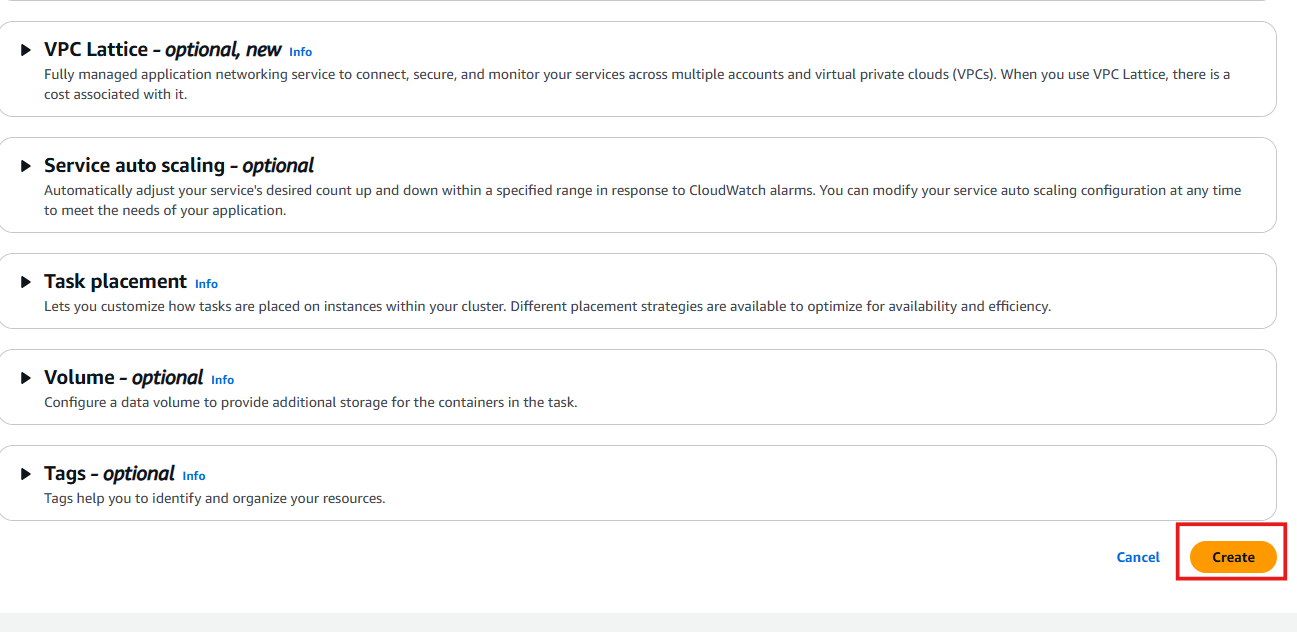 VPC Lattice - optional, new Info
Fully managed application networking service to connect, secure, and monitor your services across multiple accounts and virtual private clouds (VPCs). When you use VPC Lattice, there is a
cost associated with it.
Service auto scaling - optional
Automatically adjust your service's desired count up and down within a specified range in response to CloudWatch alarms. You can modify your service auto scaling configuration at any time
to meet the needs of your application.
Task placement Info
Lets you customize how tasks are placed on instances within your cluster. Different placement strategies are available to optimize for availability and efficiency.
Volume - optional Info
Configure a data volume to provide additional storage for the containers in the task.
Tags - optional Info
Tags help you to identify and organize your resources.
Cancel Create